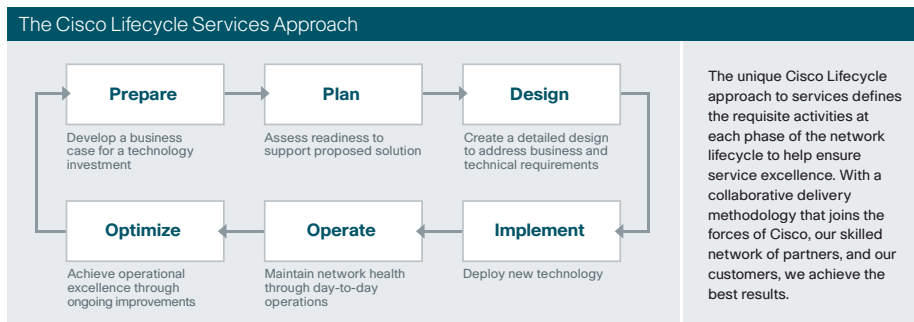 The Cisco Lifecycle Services Approach
Prepare
Develop a business
case for a technology
investment
Plan
Assess readiness to
support proposed solution
Design
Create a detailed design
to address business and
technical requirements
Implement
Deploy new technology
Operate
Maintain network health
through day-to-day
operations
Optimize
Achieve operational
excellence through
ongoing improvements
The unique Cisco Lifecycle
approach to services defines
the requisite activities at
each phase of the network
lifecycle to help ensure
service excellence. With a
collaborative delivery
methodology that joins the
forces of Cisco, our skilled
network of partners, and our
customers, we achieve the
best results.